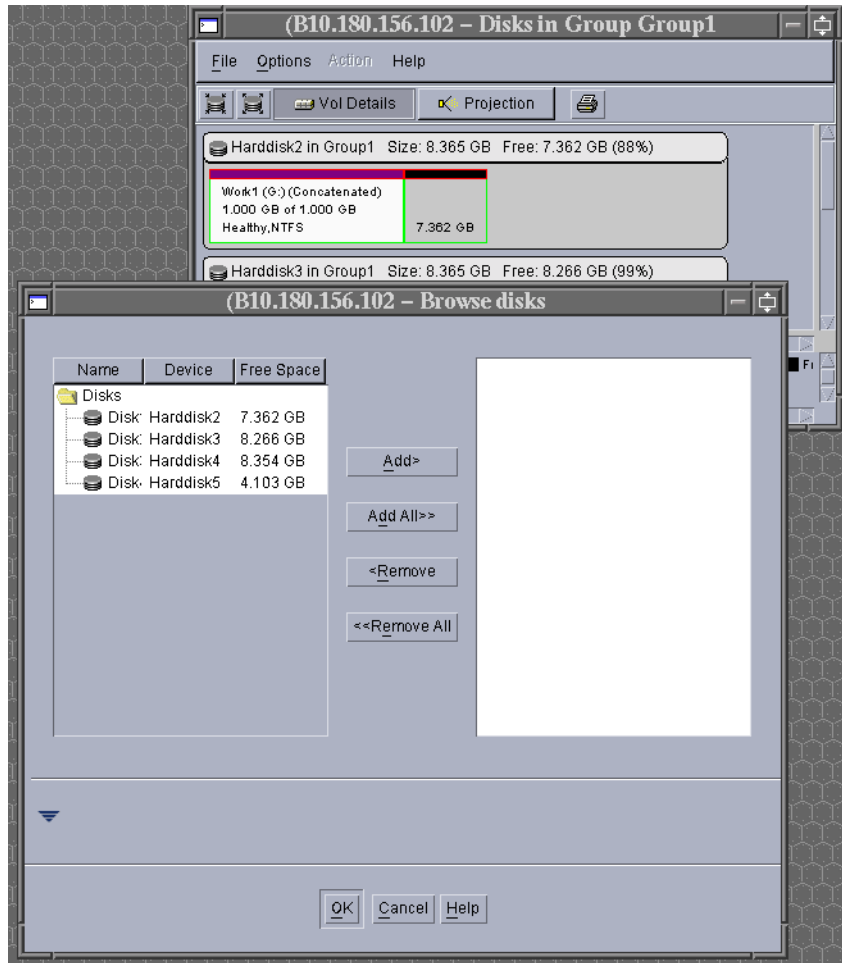 (B10.180.156.102 – Disks in Group Group1
File Options Action Help
Vol Details Projection
Harddisk2 in Group1 Size: 8.365 GB Free: 7.362 GB (88%)
Work1 (G:) (Concatenated)
1.000 GB of 1.000 GB
Healthy,NTFS 7.362 GB
Harddisk3 in Group1 Size: 8.365 GB Free: 8.266 GB (99%)
(B10.180.156.102 – Browse disks
Name Device Free Space
Disks
Disk Harddisk2 7.362 GB
Disk Harddisk3 8.266 GB
Disk Harddisk4 8.354 GB
Disk Harddisk5 4.103 GB
Add>
Add All>>
<Remove
<<Remove All
OK Cancel Help